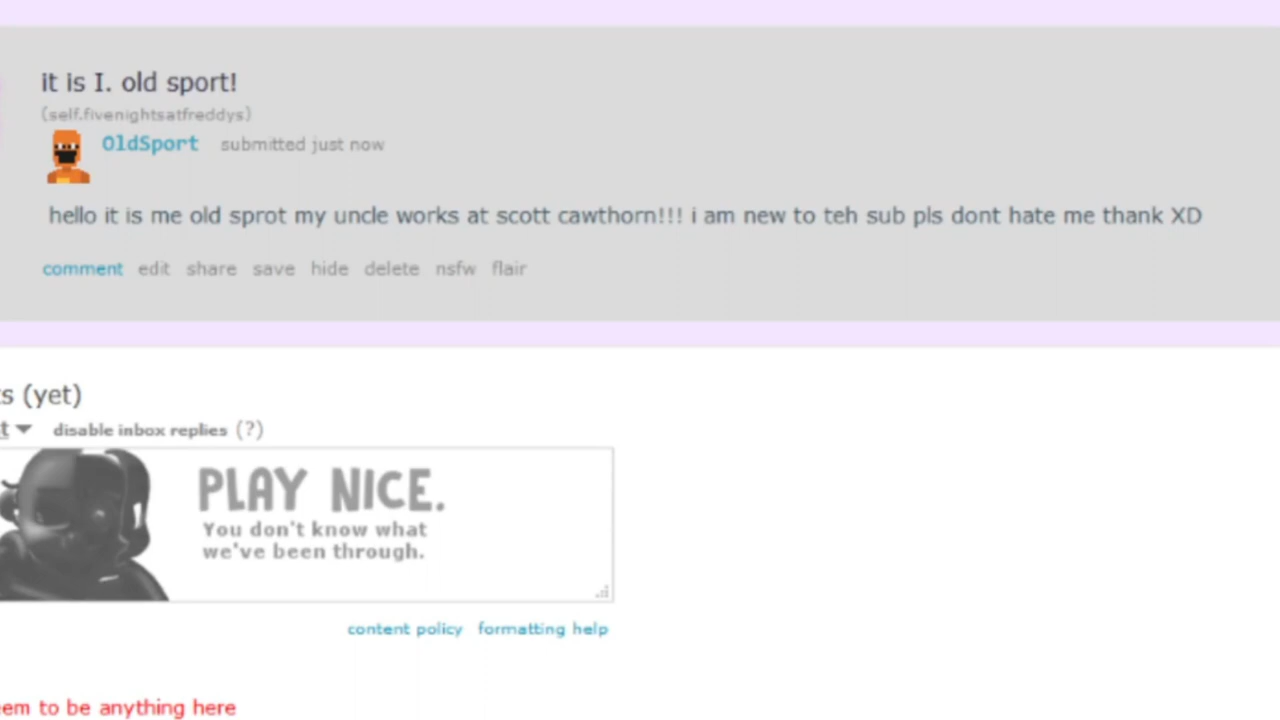 it is I. old sport!
(self.fivenightsatfreddys)
OldSport submitted just now
hello it is me old sprot my uncle works at scott cawthorn!!! i am new to teh sub pls dont hate me thank XD
comment edit share save hide delete nsfw flair
(yet)
disable inbox replies (?)
PLAY NICE.
You don't know what
we've been through.
content policy formatting help
to be anything here